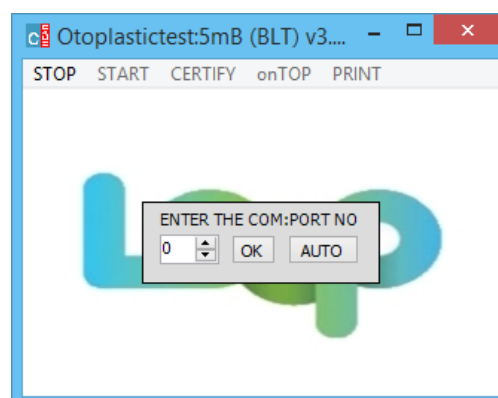 Otoplastictest:5mB (BLT) v3....
STOP START CERTIFY onTOP PRINT
ENTER THE COM:PORT NO
0 OK AUTO